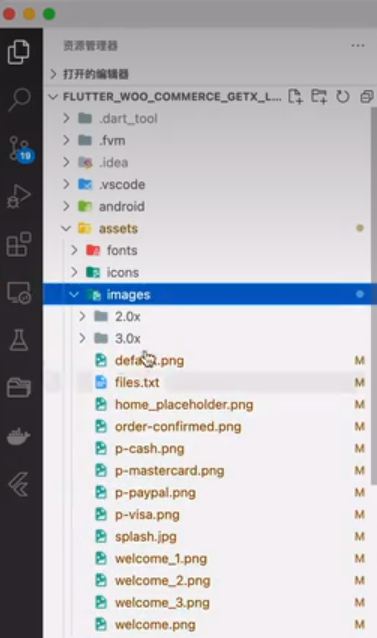 资源管理器
打开的编辑器
FLUTTER_WOO_COMMERCE_GETX_L...
.dart_tool
.fvm
.idea
19
.vscode
android
assets
fonts
icons
images
2.0x
3.0x
default.png M
files.txt M
home_placeholder.png M
order-confirmed.png M
p-cash.png M
p-mastercard.png M
p-paypal.png M
p-visa.png M
splash.jpg M
welcome_1.png M
welcome_2.png M
welcome_3.png M
welcome.png M